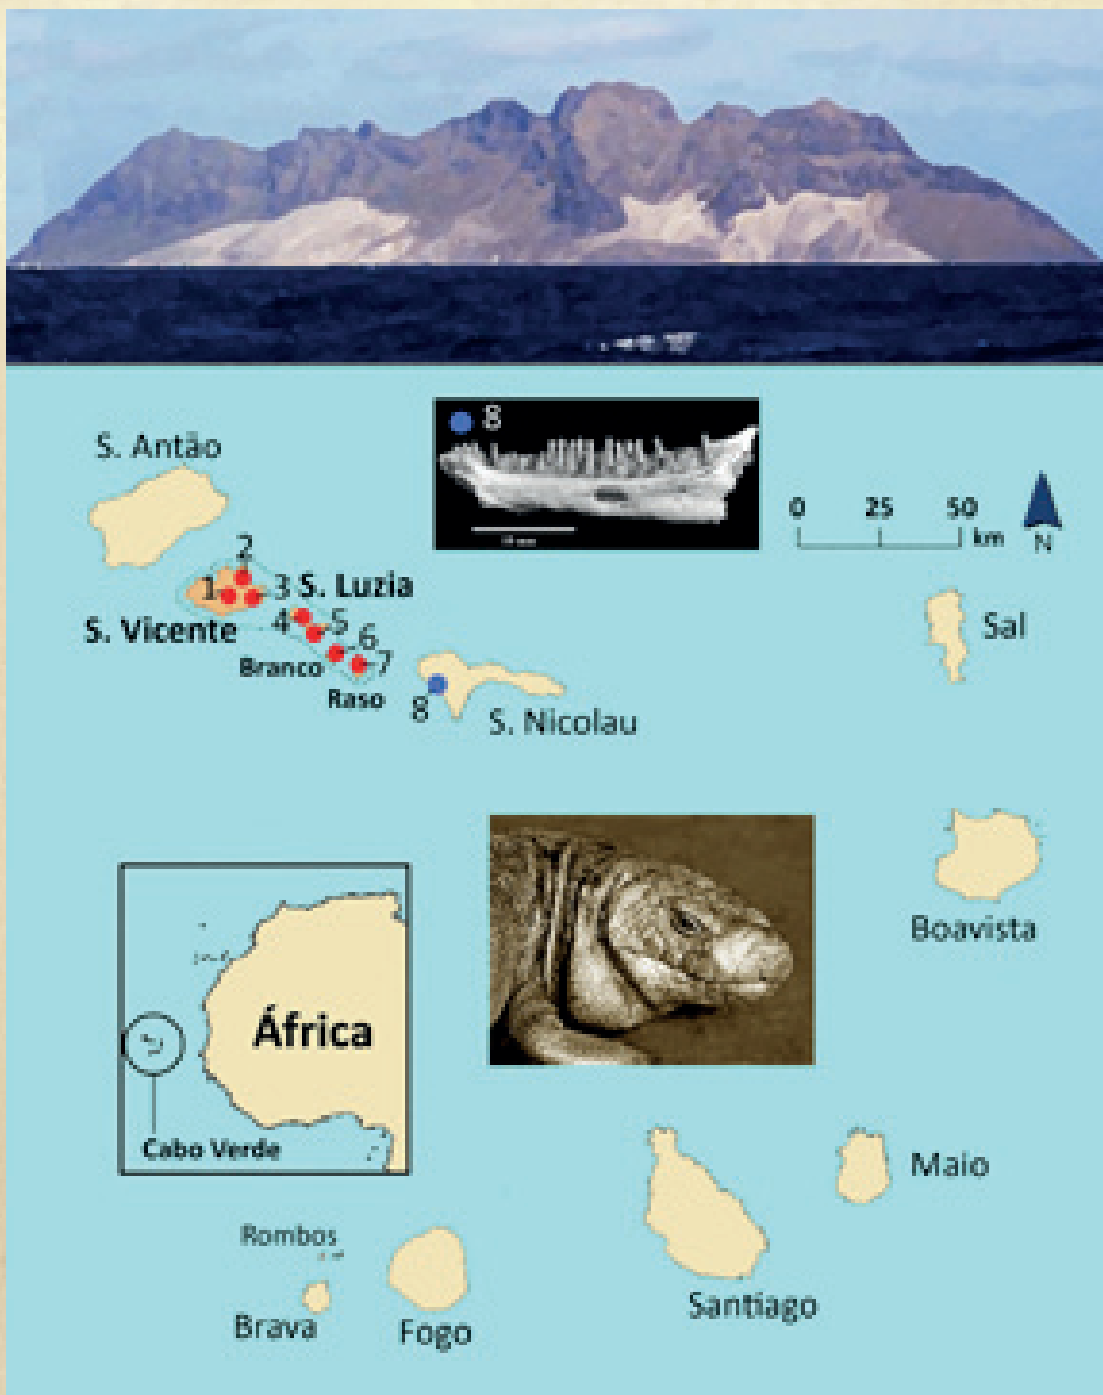 S. Antão
8
0 25 50
km
N
2
1
3
S. Luzia
4
5
S. Vicente
6
Branco
7
Raso
8
S. Nicolau
Sal
Boavista
África
Cabo Verde
Maio
Rombos
Santiago
Brava
Fogo